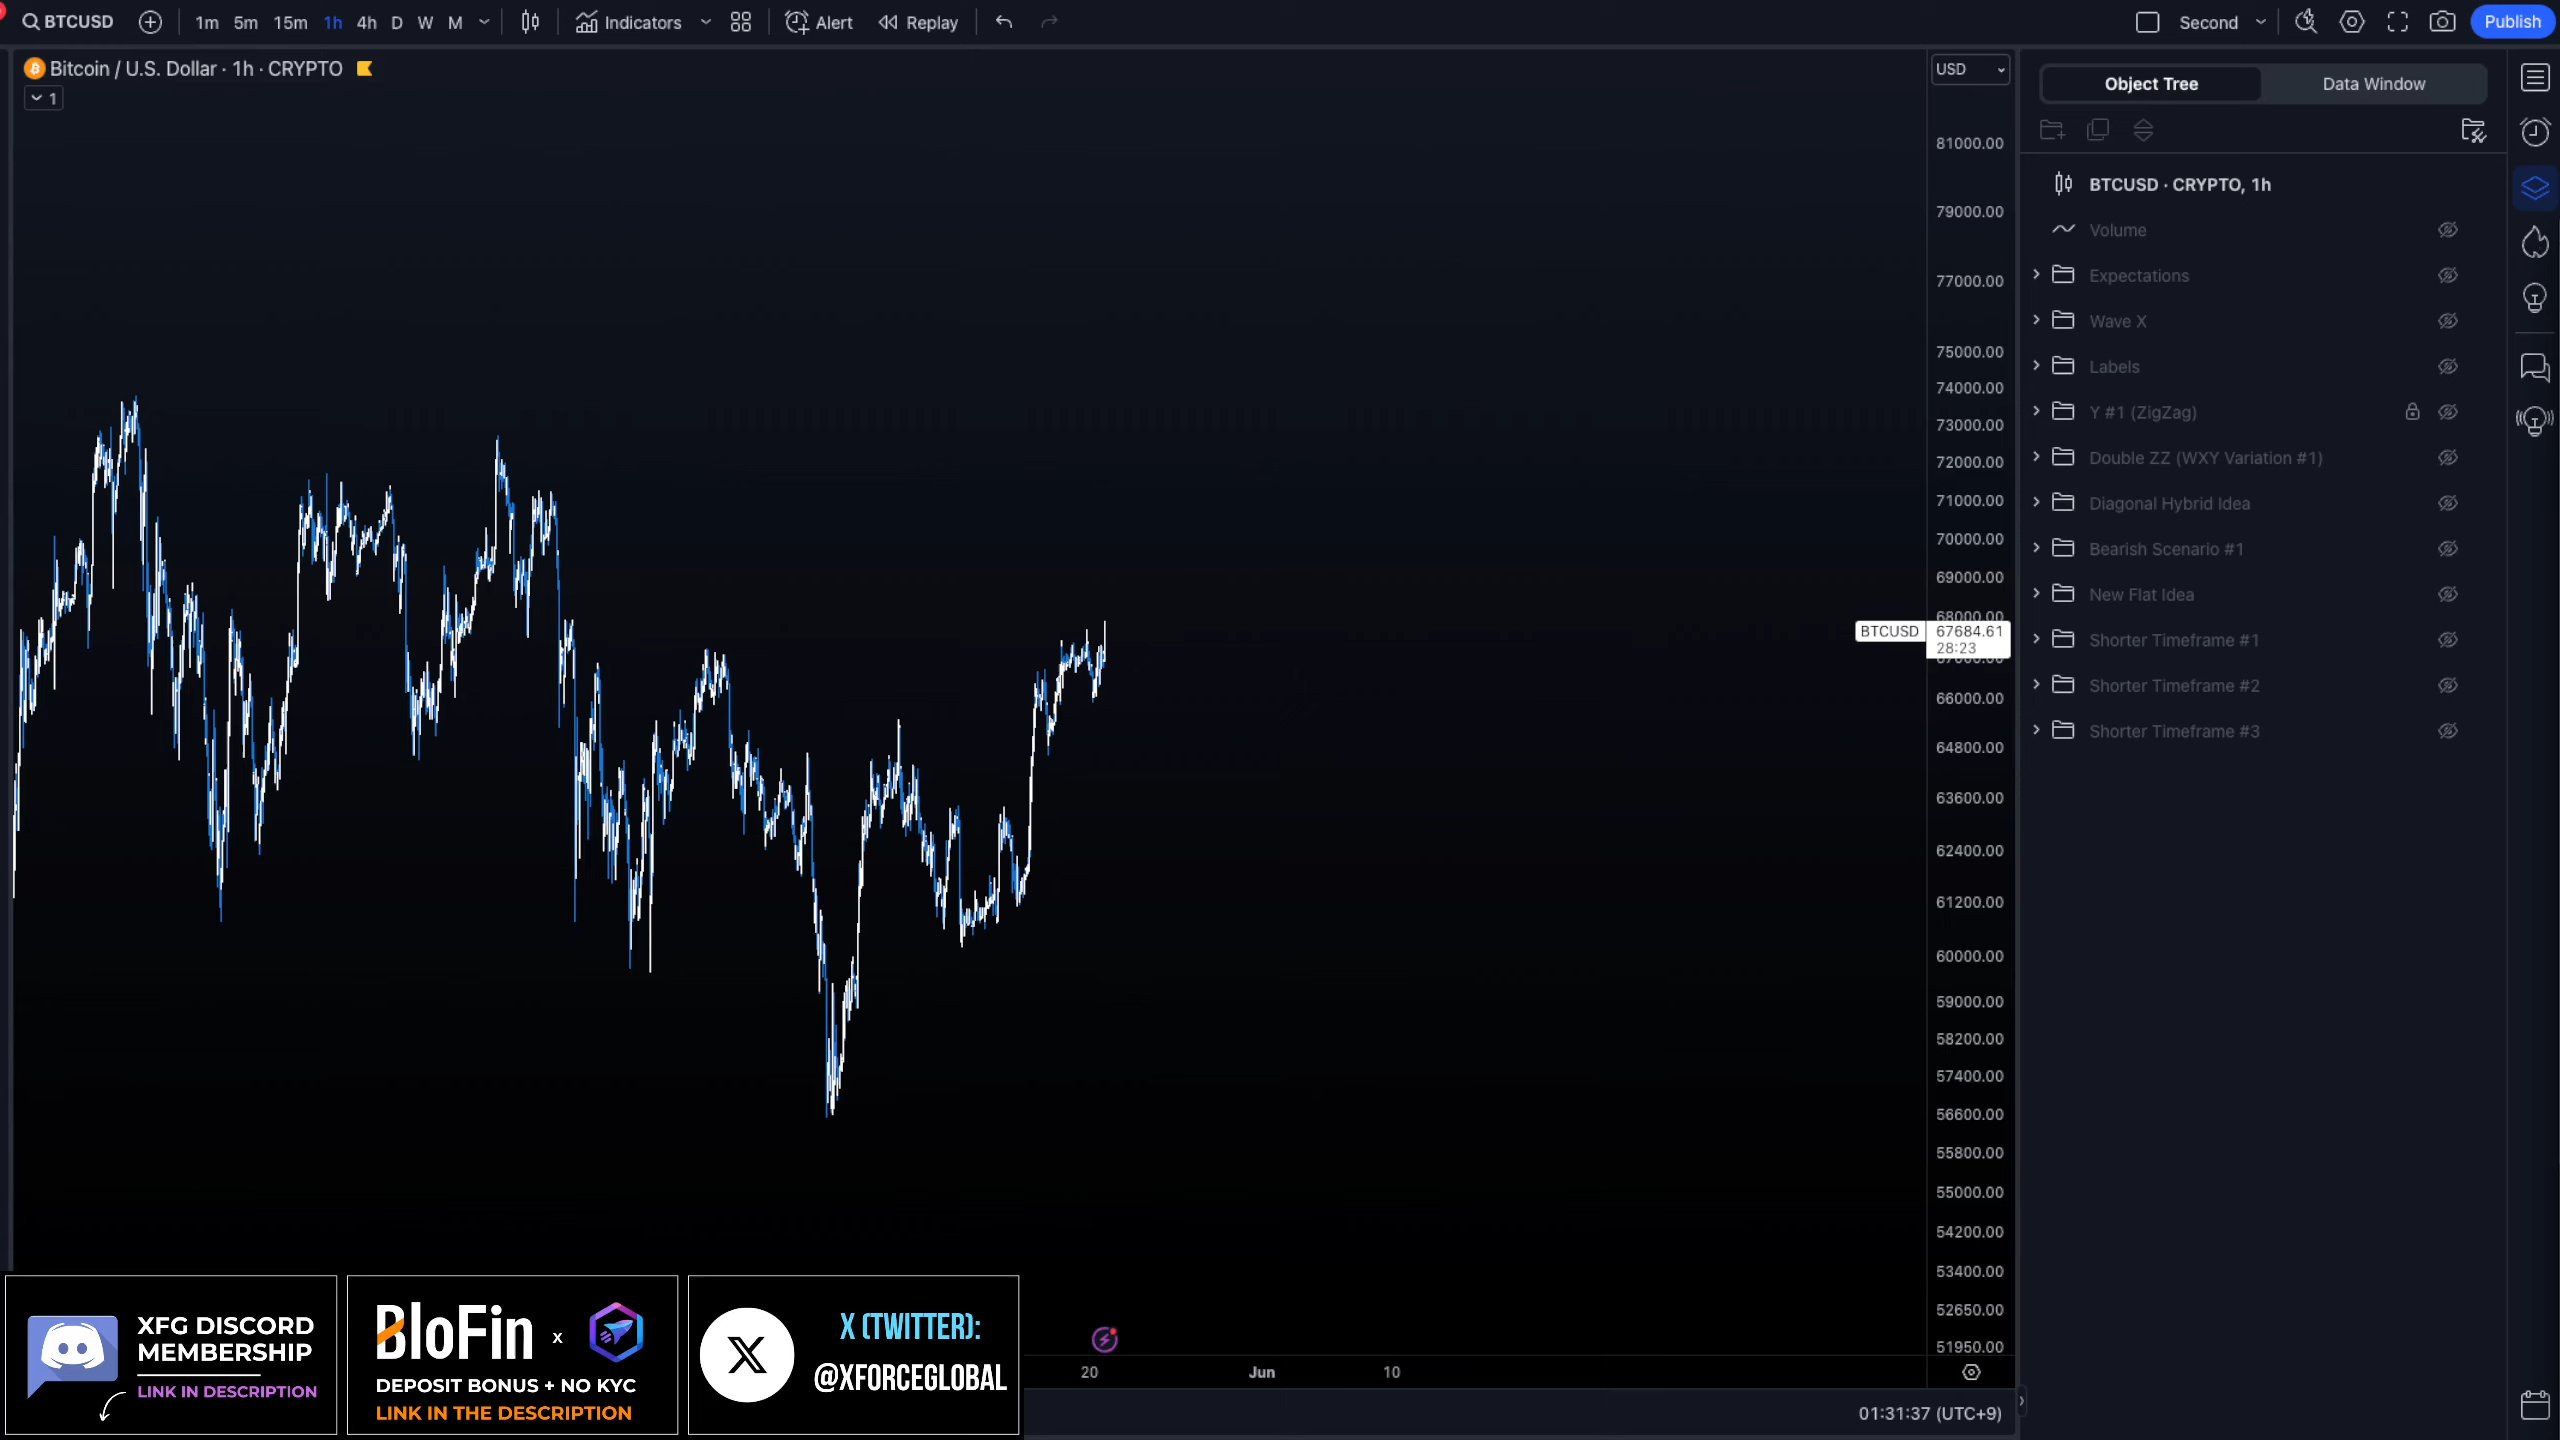 BTCUSD 1m 5m 15m 1h 4h D W M Indicators Alert Replay Second Publish
Bitcoin / U.S. Dollar · 1h · CRYPTO
1
USD
81000.00
79000.00
77000.00
75000.00
74000.00
73000.00
72000.00
71000.00
70000.00
69000.00
68000.00
BTCUSD 67684.61
28:23
67000.00
66000.00
64800.00
63600.00
62400.00
61200.00
60000.00
59000.00
58200.00
57400.00
56600.00
55800.00
55000.00
54200.00
53400.00
52650.00
51950.00
20 Jun 10
01:31:37 (UTC+9)
Object Tree Data Window
BTCUSD · CRYPTO, 1h
Volume
Expectations
Wave X
Labels
Y #1 (ZigZag)
Double ZZ (WXY Variation #1)
Diagonal Hybrid Idea
Bearish Scenario #1
New Flat Idea
Shorter Timeframe #1
Shorter Timeframe #2
Shorter Timeframe #3
XFG DISCORD
MEMBERSHIP
LINK IN DESCRIPTION
BloFin x
DEPOSIT BONUS + NO KYC
LINK IN THE DESCRIPTION
X (TWITTER):
@XFORCEGLOBAL